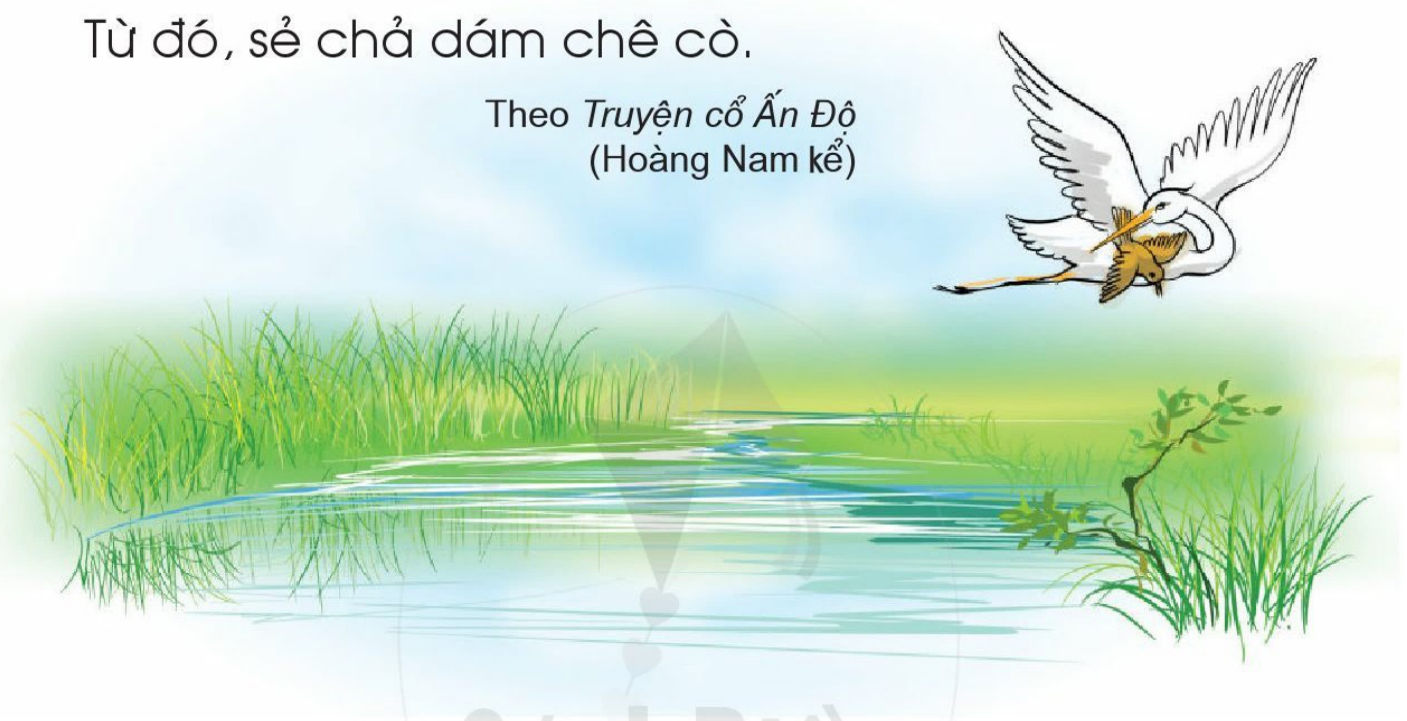 Từ đó, sẻ chả dám chê cò.
Theo Truyện cổ Ấn Độ
(Hoàng Nam kể)